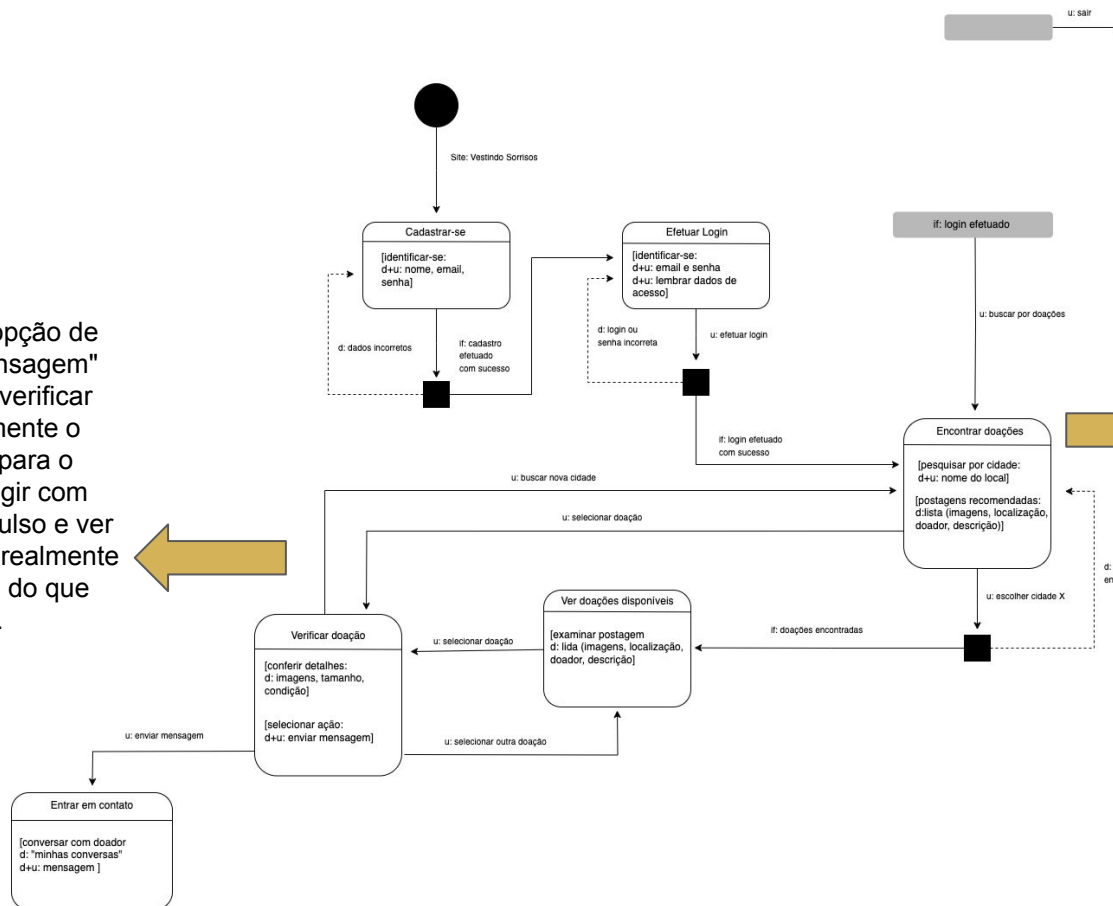 u: sair
Site: Vestindo Sorrisos
Cadastrar-se
[identificar-se:
d+u: nome, email,
senha]
Efetuar Login
[identificar-se:
d+u: email e senha
d+u: lembrar dados de
acesso]
if: login efetuado
u: buscar por doações
d: dados incorretos
if: cadastro
efetuado
com sucesso
d: login ou
senha incorreta
u: efetuar login
if: login efetuado
com sucesso
opção de
nsagem"
verificar
mente o
para o
gir com
ulso e ver
realmente
do que
Encontrar doações
[pesquisar por cidade:
d+u: nome do local]
[postagens recomendadas:
d:lista (imagens, localização,
doador, descrição)]
u: buscar nova cidade
u: selecionar doação
d:
en
u: escolher cidade X
Ver doações disponíveis
[examinar postagem
d: lida (imagens, localização,
doador, descrição]
if: doações encontradas
u: selecionar doação
Verificar doação
[conferir detalhes:
d: imagens, tamanho,
condição]
[selecionar ação:
d+u: enviar mensagem]
u: selecionar outra doação
u: enviar mensagem
Entrar em contato
[conversar com doador
d: "minhas conversas"
d+u: mensagem ]